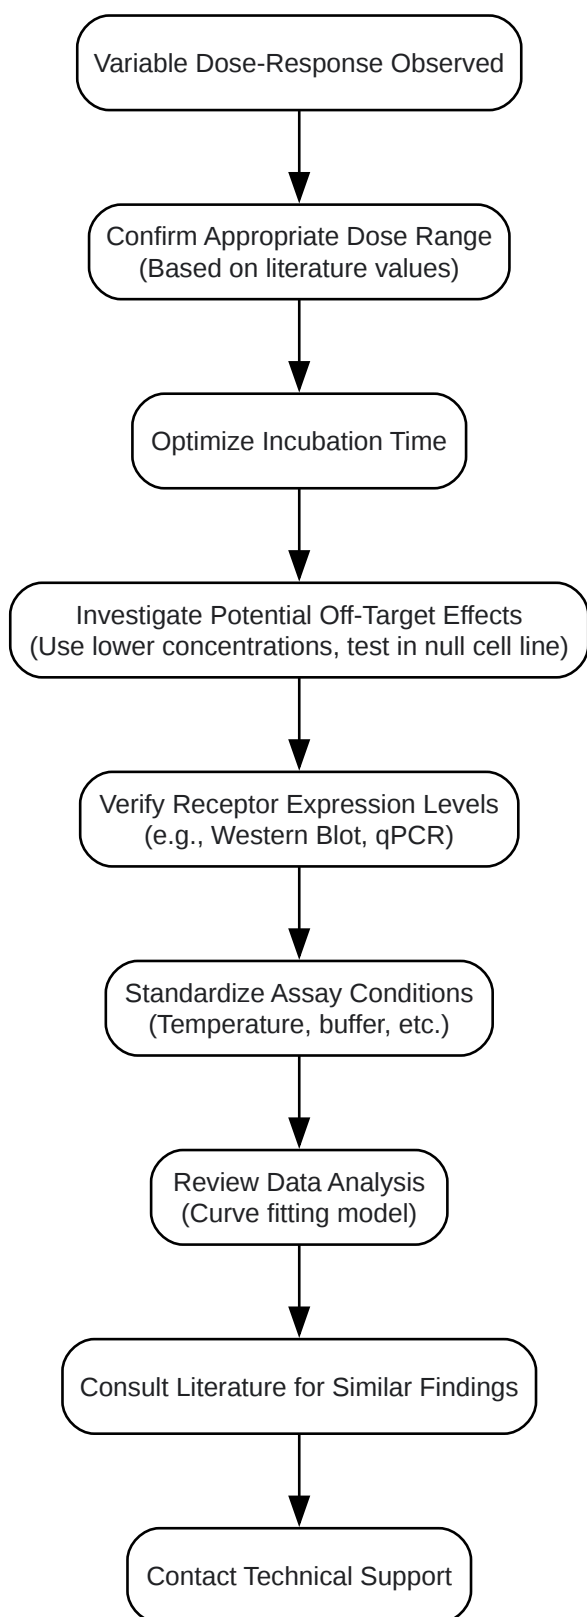 Variable Dose-Response Observed
Confirm Appropriate Dose Range
(Based on literature values)
Optimize Incubation Time
Investigate Potential Off-Target Effects
(Use lower concentrations, test in null cell line)
Verify Receptor Expression Levels
(e.g., Western Blot, qPCR)
Standardize Assay Conditions
(Temperature, buffer, etc.)
Review Data Analysis
(Curve fitting model)
Consult Literature for Similar Findings
Contact Technical Support